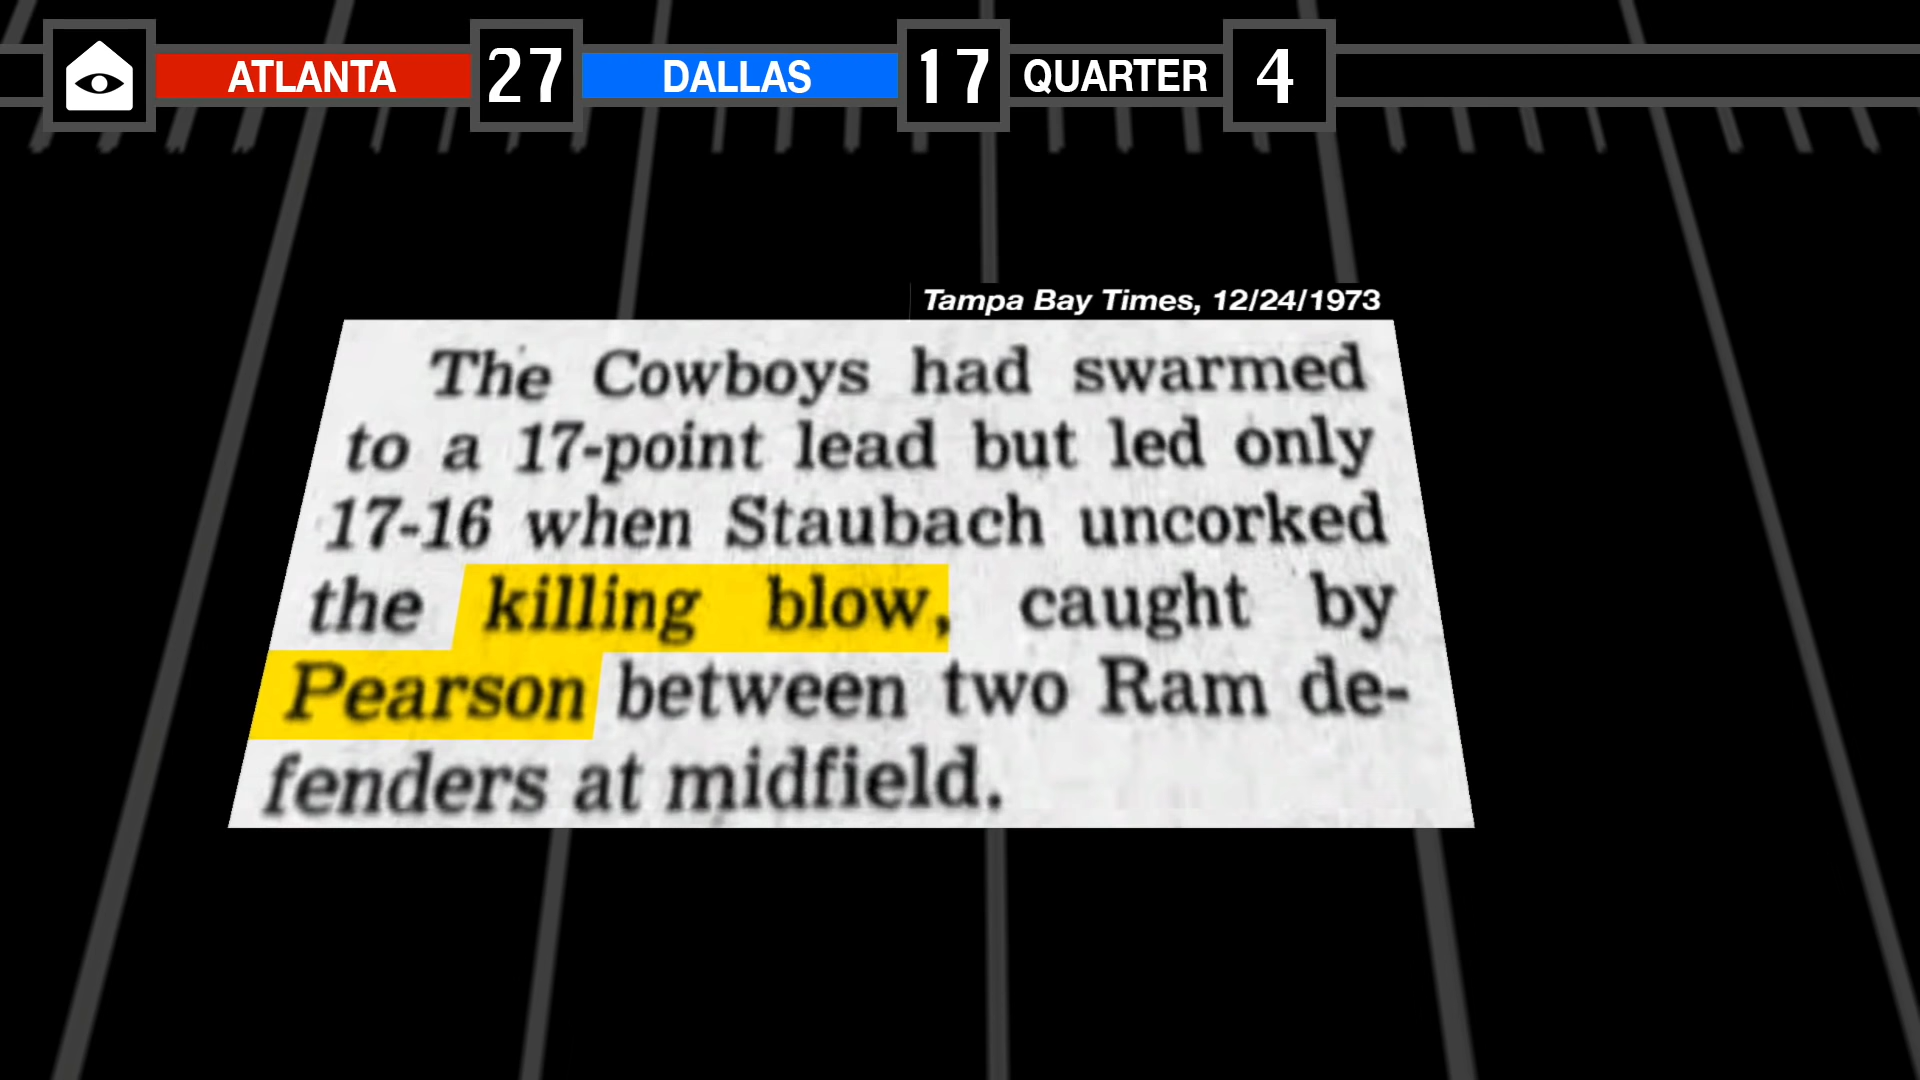 ATLANTA 27 DALLAS 17 QUARTER 4
Tampa Bay Times, 12/24/1973
The Cowboys had swarmed
to a 17-point lead but led only
17-16 when Staubach uncorked
the killing blow, caught by
Pearson between two Ram de-
fenders at midfield.